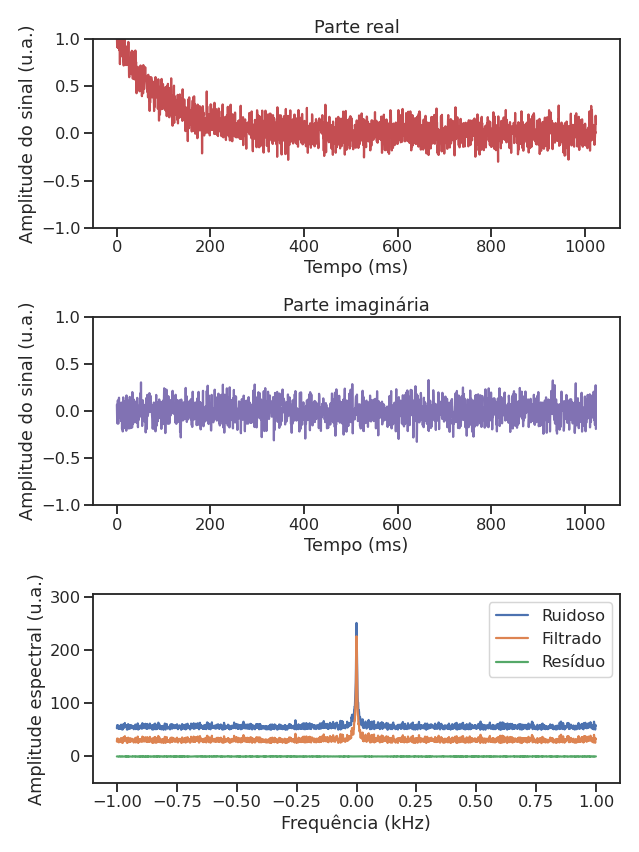 Parte real
Amplitude do sinal (u.a.)
1.0
0.5
0.0
−0.5
−1.0
0 200 400 600 800 1000
Tempo (ms)
Parte imaginária
Amplitude do sinal (u.a.)
1.0
0.5
0.0
−0.5
−1.0
0 200 400 600 800 1000
Tempo (ms)
Amplitude espectral (u.a.)
300
200
100
0
Ruidoso
Filtrado
Resíduo
−1.00 −0.75 −0.50 −0.25 0.00 0.25 0.50 0.75 1.00
Frequência (kHz)